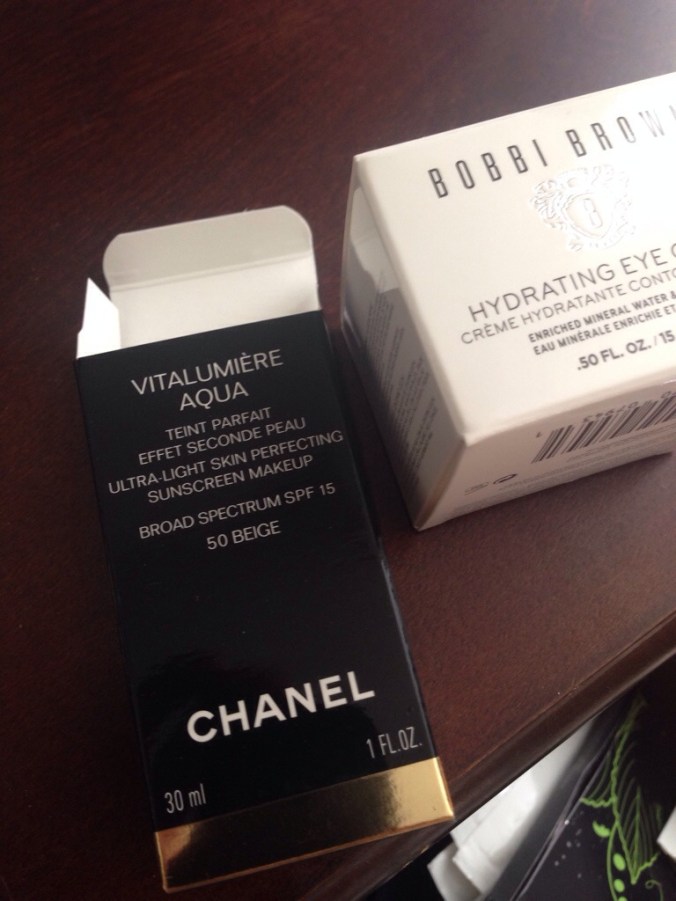 VITALUMIÈRE
AQUA
TEINT PARFAIT
EFFET SECONDE PEAU
ULTRA-LIGHT SKIN PERFECTING
SUNSCREEN MAKEUP
BROAD SPECTRUM SPF 15
50 BEIGE
CHANEL
1 FL.OZ.
30 ml
BOBBI BROWN
B
HYDRATING EYE
CRÈME HYDRATANTE
ENRICHED MINERAL WATER &
EAU MINÉRALE ENRICHIE ET
.50 FL. OZ. / 15